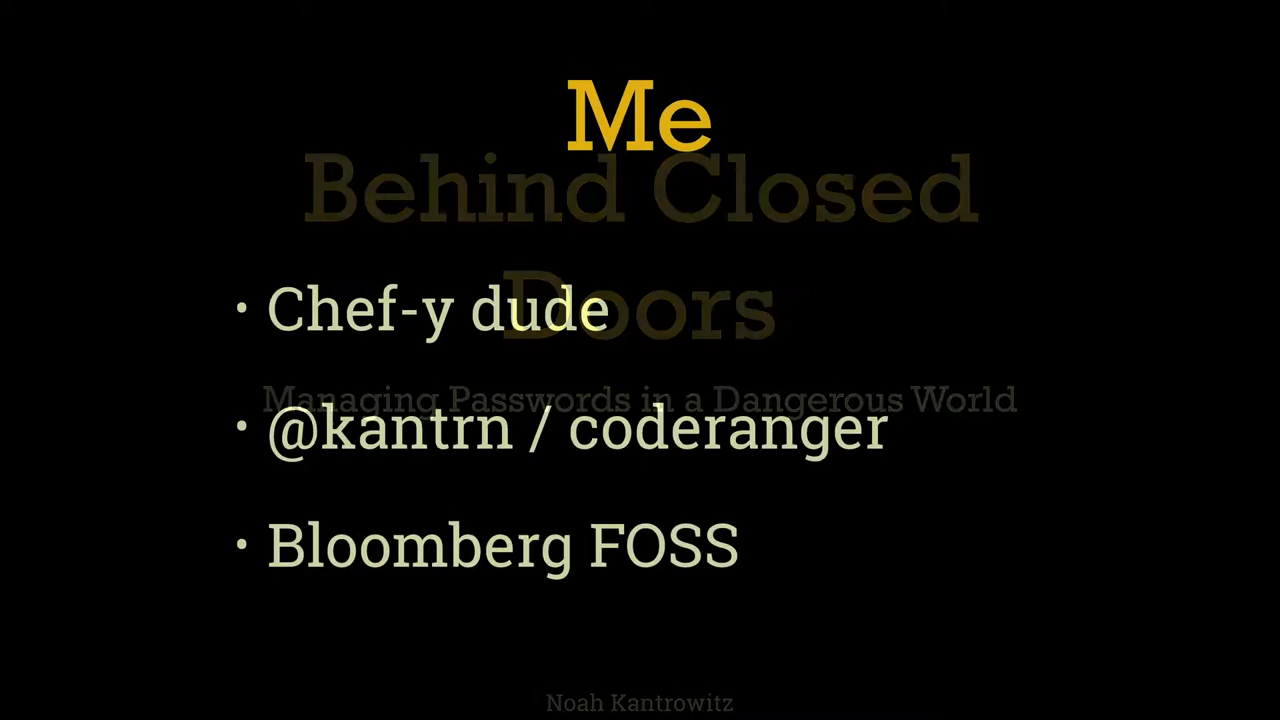 Me
Behind Closed
Doors
• Chef-y dude
Managing Passwords in a Dangerous World
• @kantrn / coderanger
• Bloomberg FOSS
Noah Kantrowitz